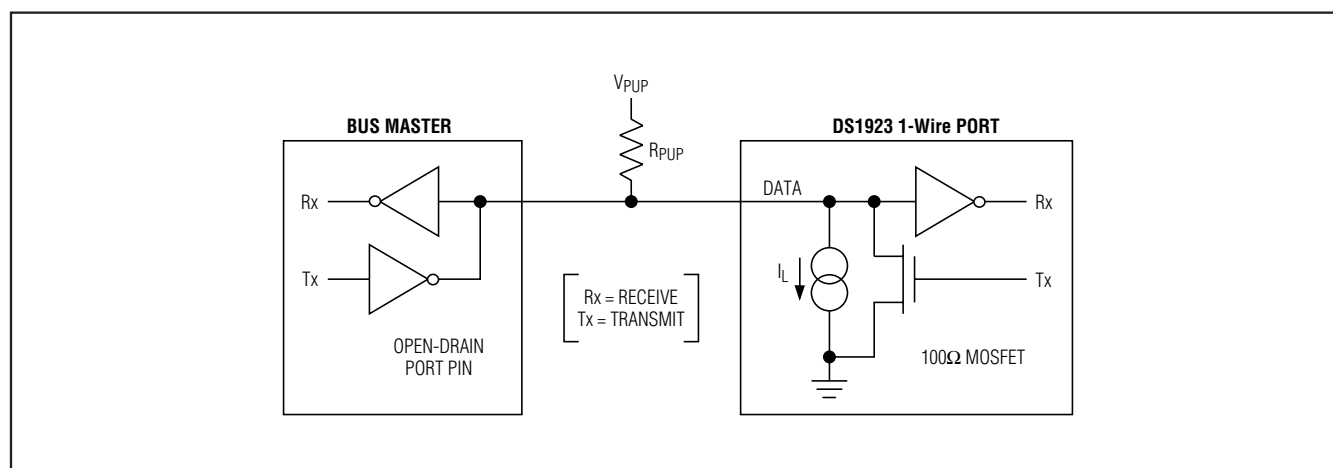 VPUP
BUS MASTER
DS1923 1-Wire PORT
RPUP
DATA
Rx
Rx
Tx
IL
Tx
Rx = RECEIVE
Tx = TRANSMIT
OPEN-DRAIN
PORT PIN
100Ω MOSFET